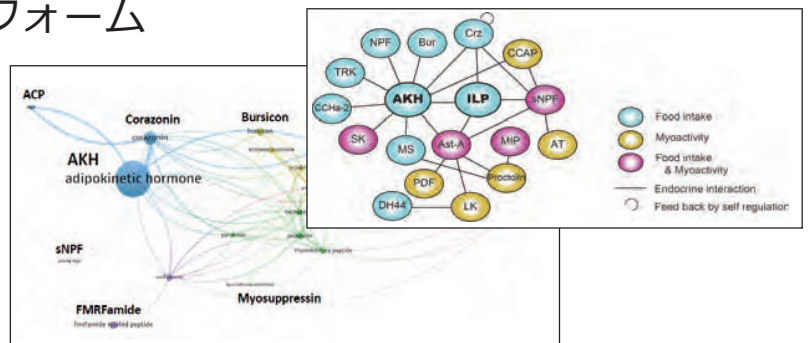 フォーム
ACP
Corazonin
corazonin
Bursicon
bursicon
AKH
adipokinetic hormone
sNPF
Myosuppressin
FMRFamide
fmrfamide related peptide
NPF
Bur
Crz
CCAP
TRK
CCHa-2
AKH
ILP
sNPF
SK
MS
Ast-A
MIP
AT
PDF
Proctolin
DH44
LK
Food intake
Myoactivity
Food intake
& Myoactivity
Endocrine interaction
Feed back by self regulation